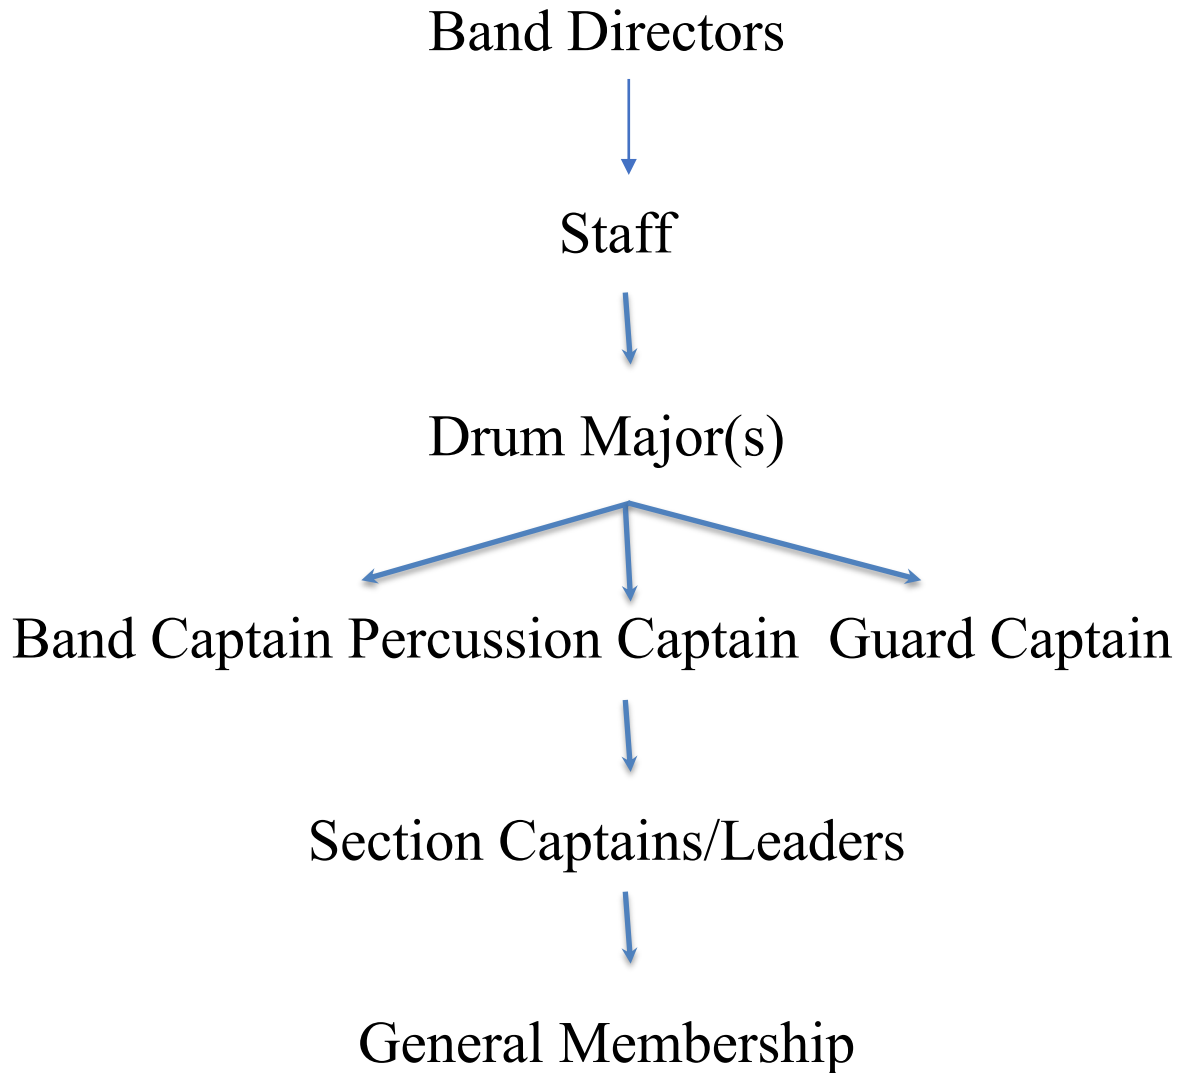 Band Directors
Staff
Drum Major(s)
Band Captain Percussion Captain Guard Captain
Section Captains/Leaders
General Membership